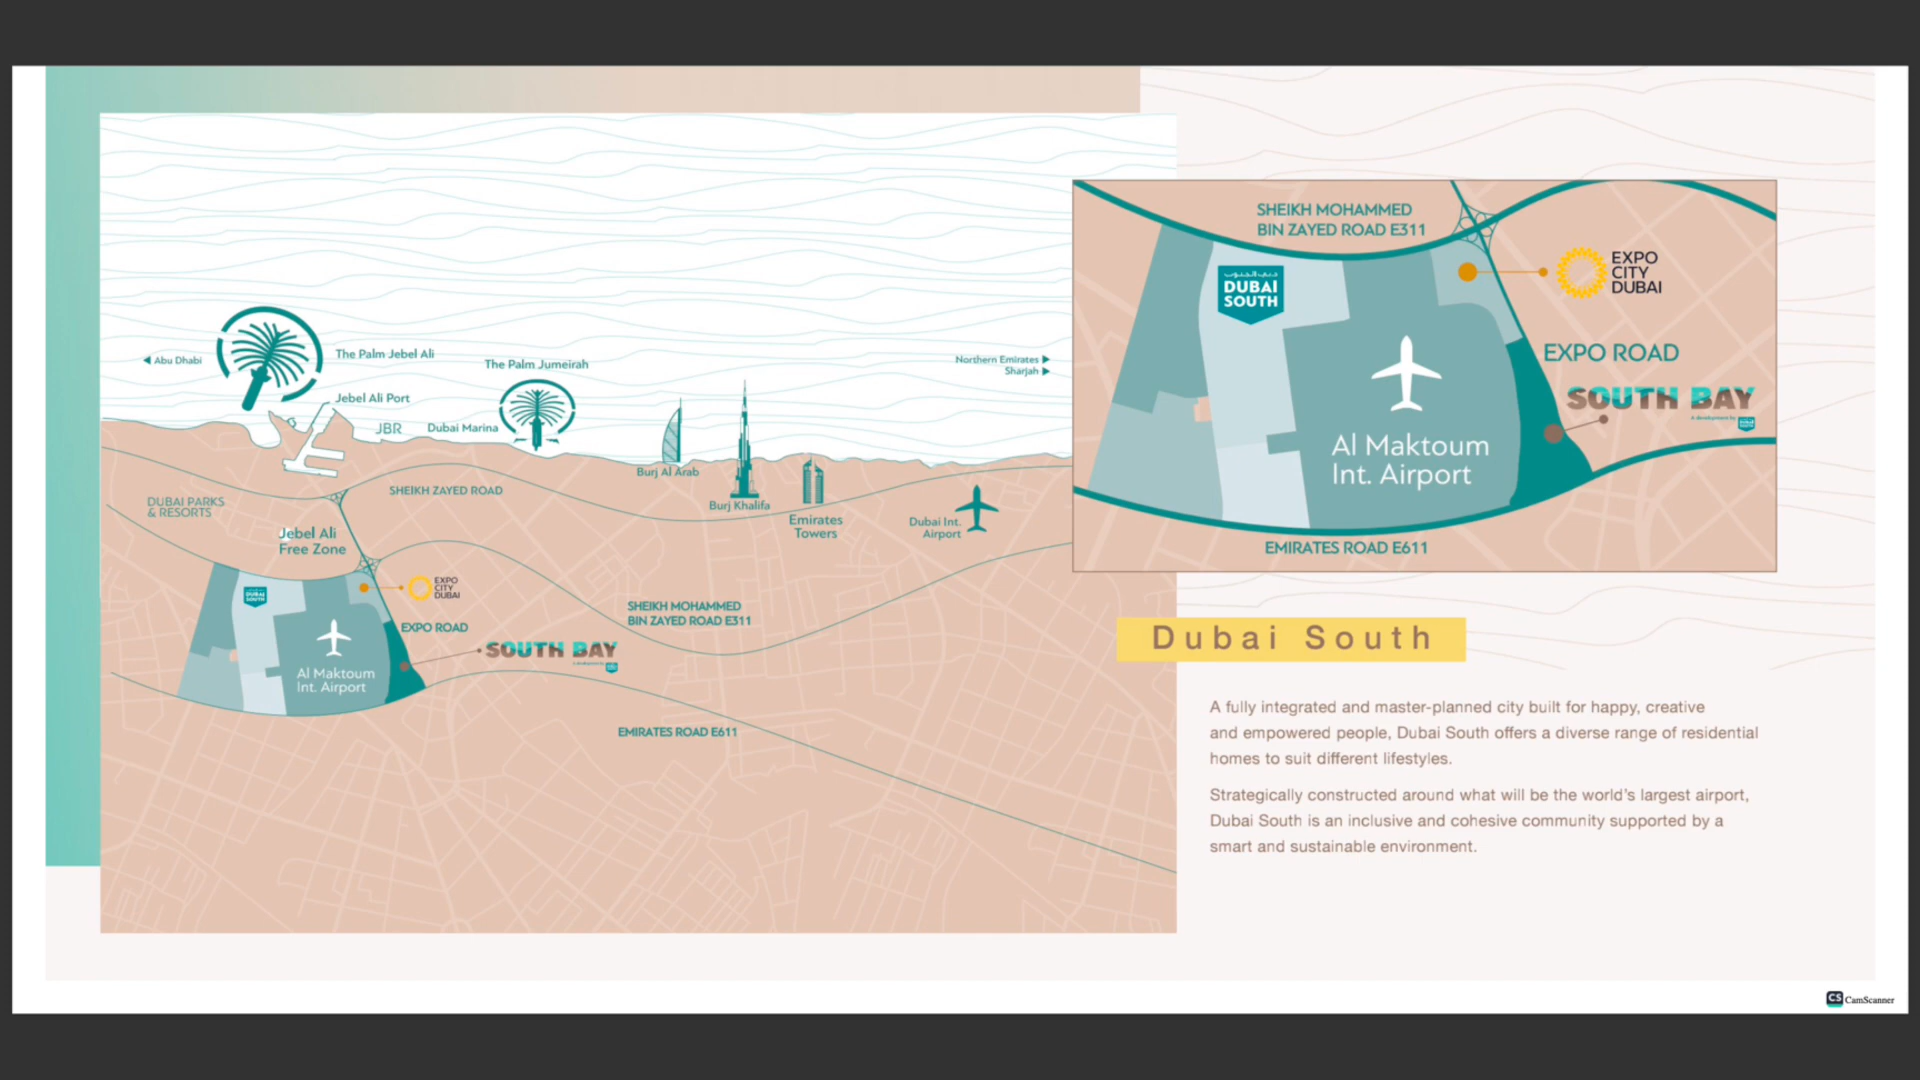 ◀ Abu Dhabi
The Palm Jebel Ali
The Palm Jumeirah
Northern Emirates ▶
Sharjah ▶
Jebel Ali Port
JBR
Dubai Marina
Burj Al Arab
Burj Khalifa
Emirates
Towers
Dubai Int.
Airport
SHEIKH ZAYED ROAD
DUBAI PARKS
& RESORTS
Jebel Ali
Free Zone
DUBAI
SOUTH
EXPO
CITY
DUBAI
EXPO ROAD
SHEIKH MOHAMMED
BIN ZAYED ROAD E311
SOUTH BAY
Al Maktoum
Int. Airport
EMIRATES ROAD E611
SHEIKH MOHAMMED
BIN ZAYED ROAD E311
دبي الجنوب
DUBAI
SOUTH
EXPO
CITY
DUBAI
EXPO ROAD
SOUTH BAY
A development by
Al Maktoum
Int. Airport
EMIRATES ROAD E611
Dubai South
A fully integrated and master-planned city built for happy, creative
and empowered people, Dubai South offers a diverse range of residential
homes to suit different lifestyles.
Strategically constructed around what will be the world's largest airport,
Dubai South is an inclusive and cohesive community supported by a
smart and sustainable environment.
CS CamScanner